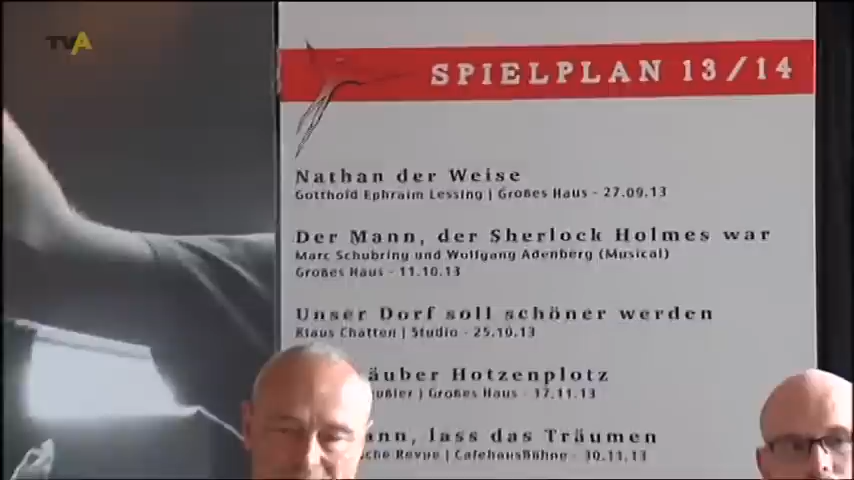 TVA
SPIELPLAN 13/14
Nathan der Weise
Gotthold Ephraim Lessing | Großes Haus - 27.09.13
Der Mann, der Sherlock Holmes war
Marc Schubring und Wolfgang Adenberg (Musical)
Großes Haus - 11.10.13
Unser Dorf soll schöner werden
Klaus Chatten | Studio - 25.10.13
äuber Hotzenplotz
ußler | Großes Haus - 17.11.13
ann, lass das Träumen
che Revue | Cafehausbühne - 30.11.13